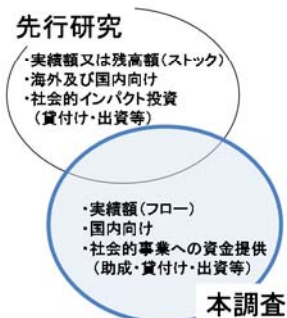 先行研究
・実績額又は残高額(ストック)
・海外及び国内向け
・社会的インパクト投資
(貸付け・出資等)
・実績額(フロー)
・国内向け
・社会的事業への資金提供
(助成・貸付け・出資等)
本調査